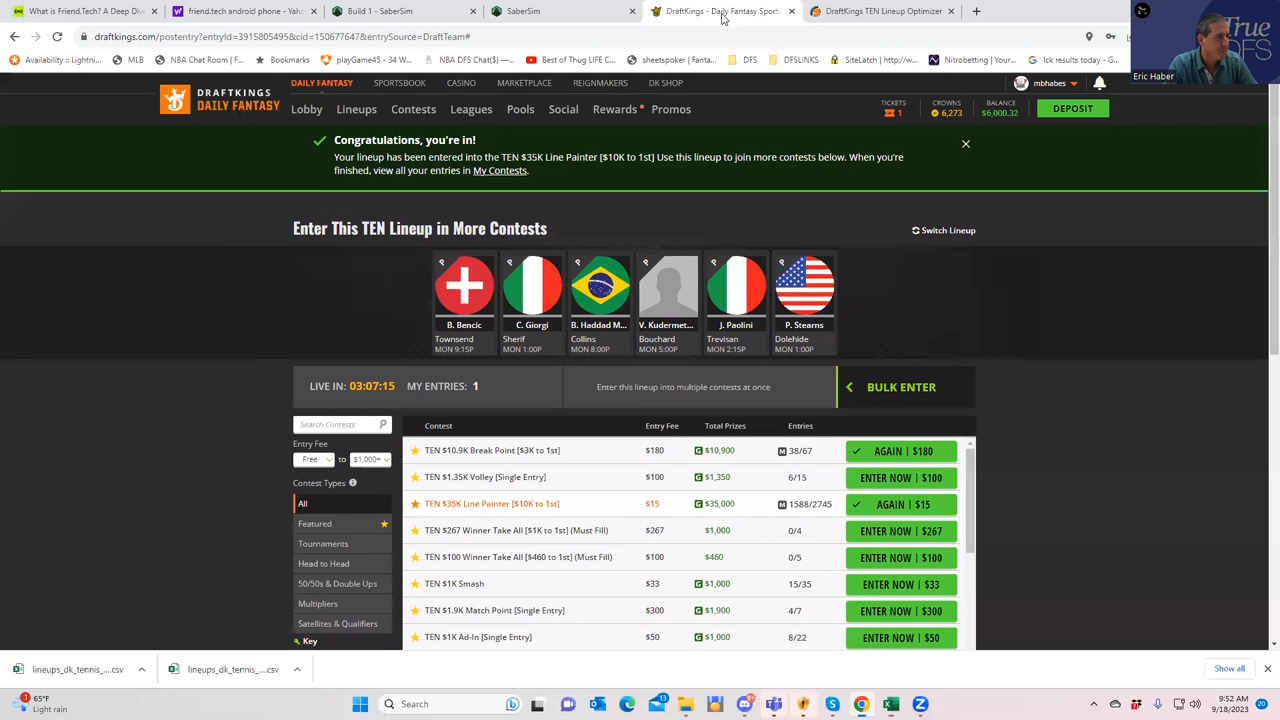 What is Friend.Tech? A Deep Div
friend.tech android phone - Yaho
Build 1 - SaberSim
SaberSim
DraftKings - Daily Fantasy Sports
DraftKings TEN Lineup Optimizer
draftkings.com/postentry?entryId=3915805495&cid=150677647&entrySource=DraftTeam#
True
DFS
Eric Haber
Availability :: Lightni...
MLB
(1) Rotogrinders
playGame45 - 34 W...
NBA DFS Chat($) —...
Best of Thug LIFE C...
sheetspoker | Fanta...
DFS
DFSLINKS
SiteLatch | http://w...
Nitrobetting | Your...
Ick results today - G...
DAILY FANTASY
SPORTSBOOK
CASINO
MARKETPLACE
REIGNMAKERS
DK SHOP
mbhabes
DRAFTKINGS
DAILY FANTASY
Lobby
Lineups
Contests
Leagues
Pools
Social
Rewards
Promos
TICKETS
1
CROWNS
6,273
BALANCE
$6,000.32
DEPOSIT
Congratulations, you're in!
Your lineup has been entered into the TEN $35K Line Painter [$10K to 1st] Use this lineup to join more contests below. When you're
finished, view all your entries in My Contests.
Enter This TEN Lineup in More Contests
Switch Lineup
P P P P P P
B. Bencic C. Giorgi B. Haddad M... V. Kudermet... J. Paolini P. Stearns
Townsend Sherif Collins Bouchard Trevisan Dolehide
MON 9:15P MON 1:00P MON 8:00P MON 5:00P MON 2:15P MON 1:00P
LIVE IN: 03:07:15 MY ENTRIES: 1
Enter this lineup into multiple contests at once
BULK ENTER
Search Contests
Entry Fee
Free to $1,000+
Contest Types
All
Featured
Tournaments
Head to Head
50/50s & Double Ups
Multipliers
Satellites & Qualifiers
Key
Contest Entry Fee Total Prizes Entries
TEN $10.9K Break Point [$3K to 1st] $180 G $10,900 M 38/67 AGAIN | $180
TEN $1.35K Volley [Single Entry] $100 G $1,350 6/15 ENTER NOW | $100
TEN $35K Line Painter [$10K to 1st] $15 G $35,000 M 1588/2745 AGAIN | $15
TEN $267 Winner Take All [$1K to 1st] (Must Fill) $267 $1,000 0/4 ENTER NOW | $267
TEN $100 Winner Take All [$460 to 1st] (Must Fill) $100 $460 0/5 ENTER NOW | $100
TEN $1K Smash $33 G $1,000 15/35 ENTER NOW | $33
TEN $1.9K Match Point [Single Entry] $300 G $1,900 4/7 ENTER NOW | $300
TEN $1K Ad-In [Single Entry] $50 G $1,000 8/22 ENTER NOW | $50
lineups_dk_tennis_....csv
lineups_dk_tennis_....csv
Show all
1
65°F
Light rain
Search
13
9:52 AM
9/18/2023
20